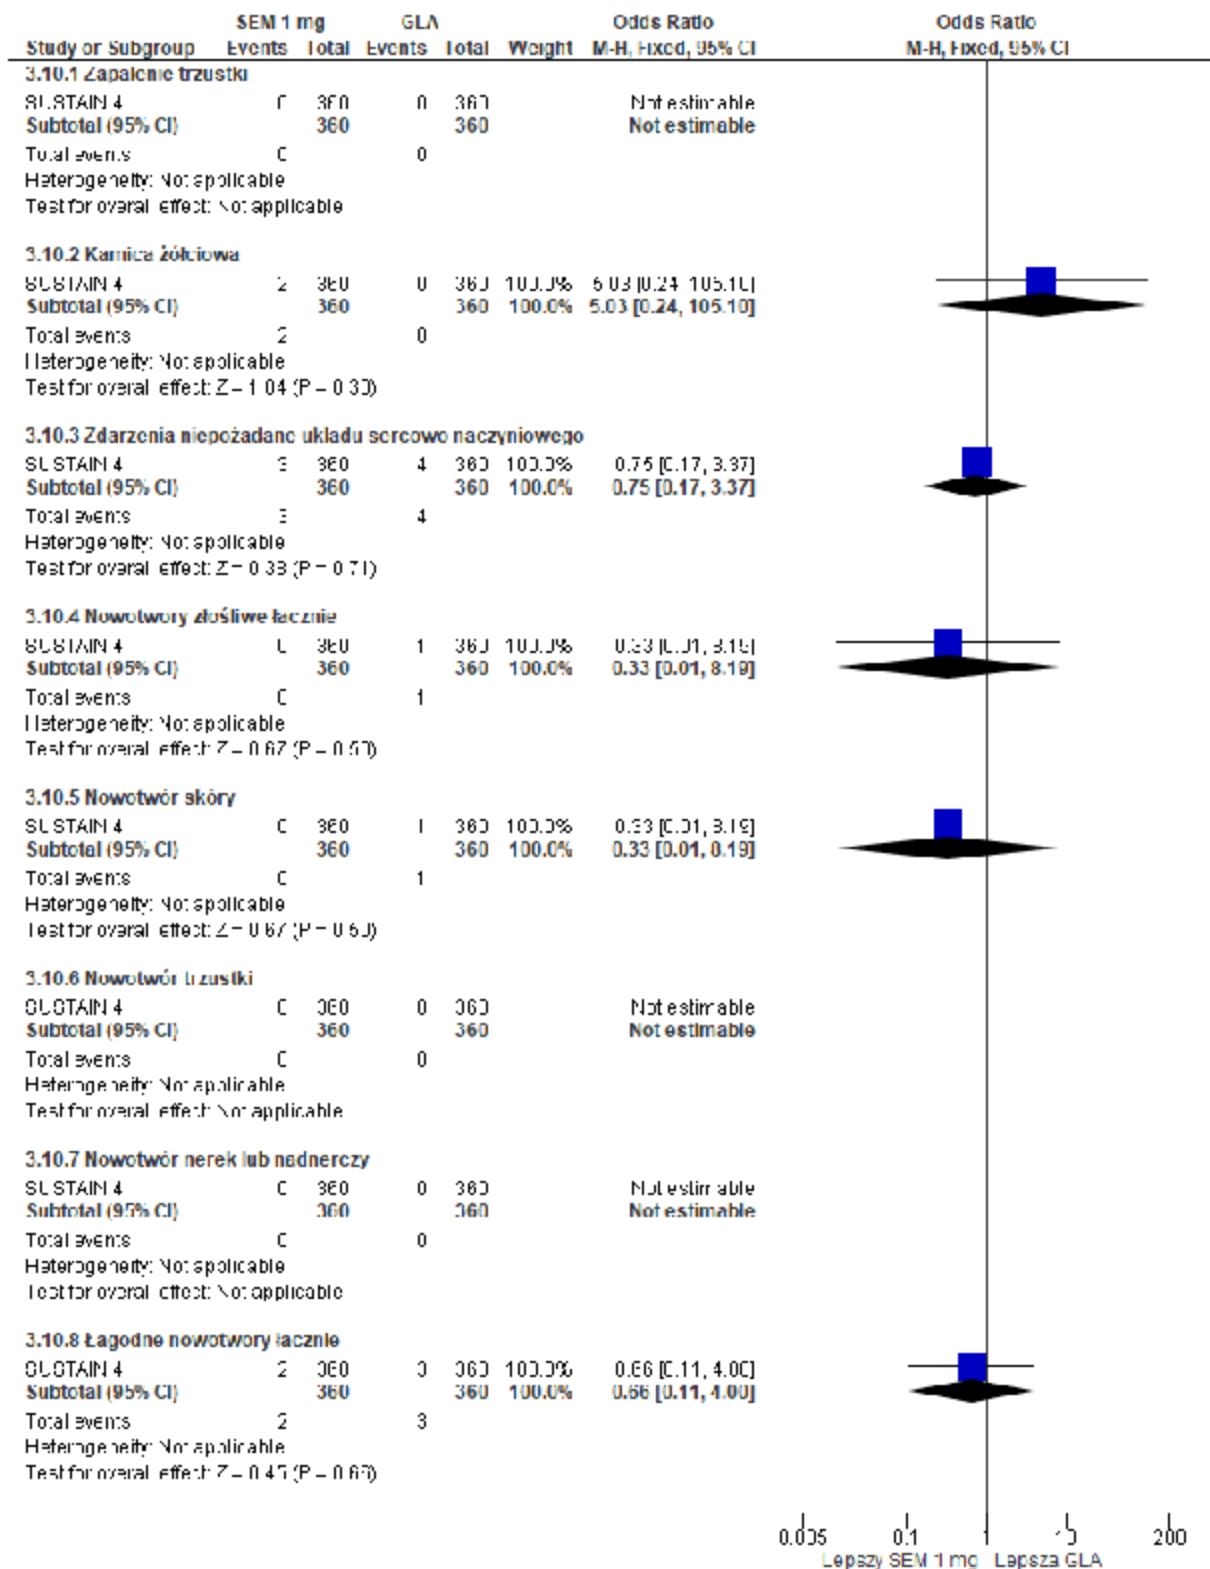 SEM 1 mg GLA Odds Ratio Odds Ratio
Study or Subgroup Events Total Events Total Weight M-H, Fixed, 95% CI M-H, Fixed, 95% CI
3.10.1 Zapalenie trzustki
SUSTAIN 4 0 360 0 360 Not estimable
Subtotal (95% CI) 360 360 Not estimable
Total events 0 0
Heterogeneity: Not applicable
Test for overall effect: Not applicable
3.10.2 Kamica żółciowa
SUSTAIN 4 2 360 0 360 100.0% 5.03 [0.24, 105.10]
Subtotal (95% CI) 360 360 100.0% 5.03 [0.24, 105.10]
Total events 2 0
Heterogeneity: Not applicable
Test for overall effect: Z = 1.04 (P = 0.30)
3.10.3 Zdarzenia niepożądane układu sercowo naczyniowego
SUSTAIN 4 3 360 4 360 100.0% 0.75 [0.17, 3.37]
Subtotal (95% CI) 360 360 100.0% 0.75 [0.17, 3.37]
Total events 3 4
Heterogeneity: Not applicable
Test for overall effect: Z = 0.38 (P = 0.71)
3.10.4 Nowotwory złośliwe łacznie
SUSTAIN 4 0 360 1 360 100.0% 0.33 [0.01, 8.19]
Subtotal (95% CI) 360 360 100.0% 0.33 [0.01, 8.19]
Total events 0 1
Heterogeneity: Not applicable
Test for overall effect: Z = 0.67 (P = 0.50)
3.10.5 Nowotwór skóry
SUSTAIN 4 0 360 1 360 100.0% 0.33 [0.01, 8.19]
Subtotal (95% CI) 360 360 100.0% 0.33 [0.01, 8.19]
Total events 0 1
Heterogeneity: Not applicable
Test for overall effect: Z = 0.67 (P = 0.50)
3.10.6 Nowotwór trzustki
SUSTAIN 4 0 360 0 360 Not estimable
Subtotal (95% CI) 360 360 Not estimable
Total events 0 0
Heterogeneity: Not applicable
Test for overall effect: Not applicable
3.10.7 Nowotwór nerek lub nadnerczy
SUSTAIN 4 0 360 0 360 Not estimable
Subtotal (95% CI) 360 360 Not estimable
Total events 0 0
Heterogeneity: Not applicable
Test for overall effect: Not applicable
3.10.8 Łagodne nowotwory łacznie
SUSTAIN 4 2 360 3 360 100.0% 0.66 [0.11, 4.00]
Subtotal (95% CI) 360 360 100.0% 0.66 [0.11, 4.00]
Total events 2 3
Heterogeneity: Not applicable
Test for overall effect: Z = 0.45 (P =
0.005 0.1 1 10 200
Lepszy SEM 1 mg Lepsza GLA